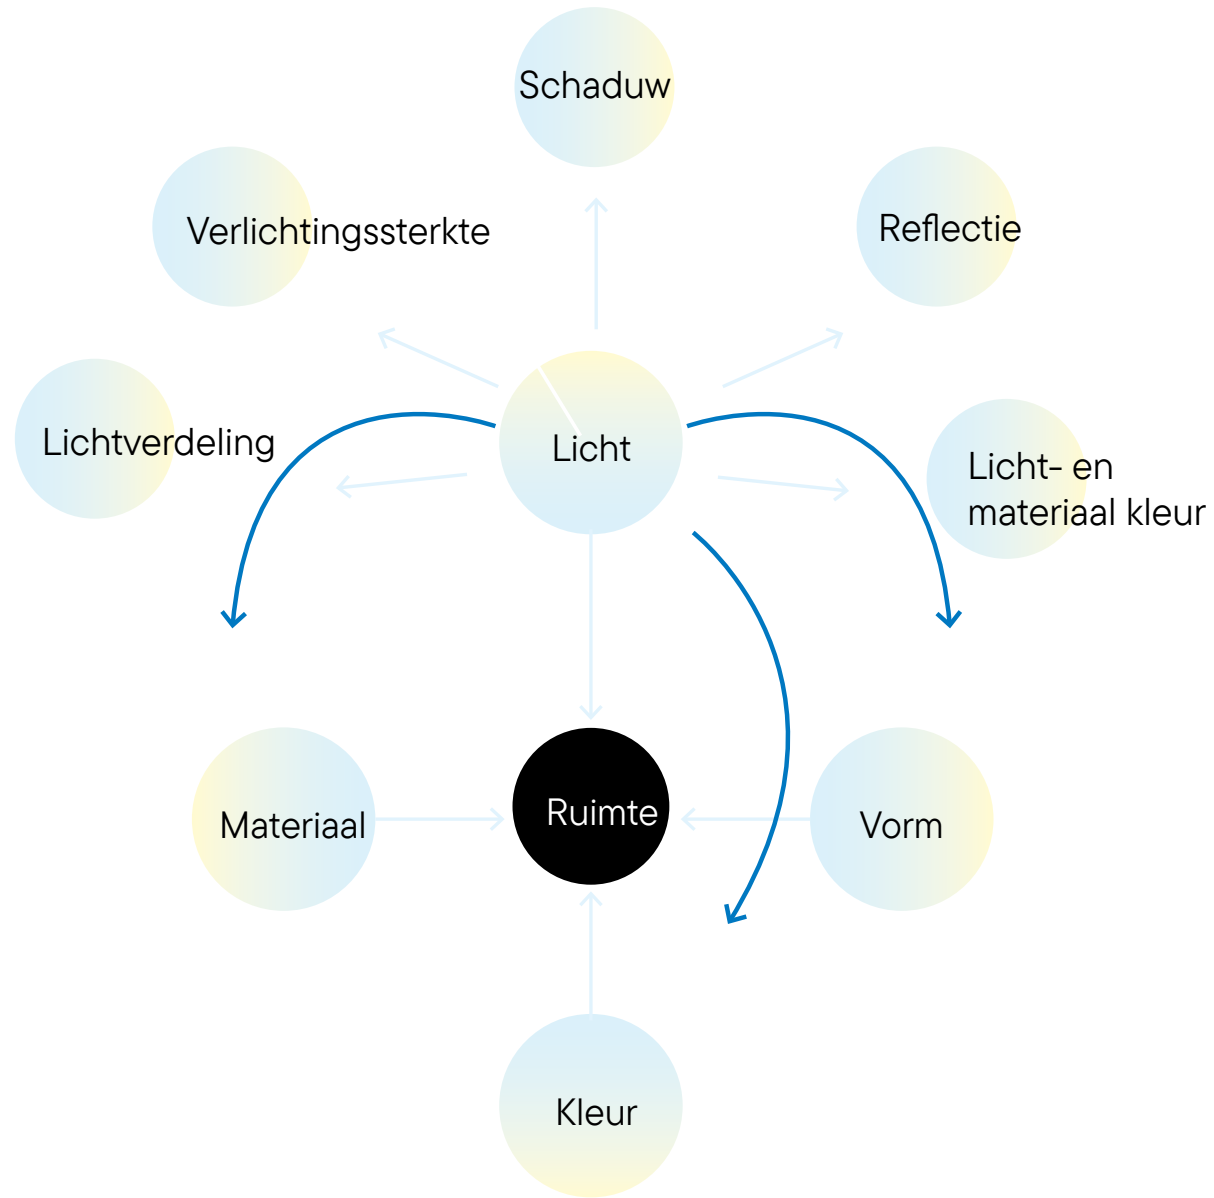 Schaduw
Verlichtingssterkte
Reflectie
Lichtverdeling
Licht
Licht- en
materiaal kleur
Materiaal
Ruimte
Vorm
Kleur